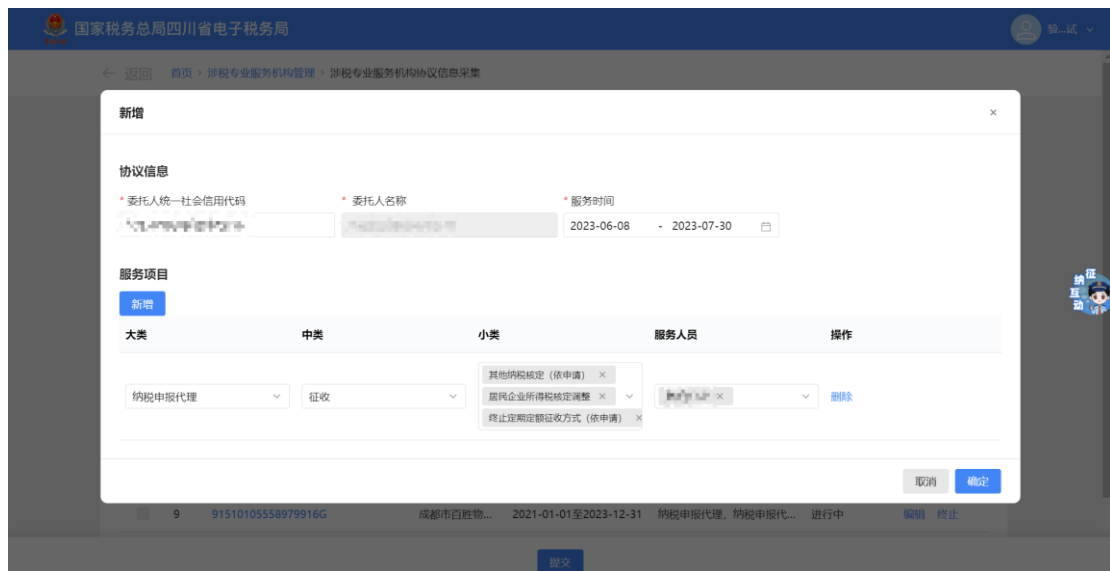 国家税务总局四川省电子税务局
验...试
← 返回 首页 > 涉税专业服务机构管理 > 涉税专业服务机构协议信息采集
新增 ×
协议信息
* 委托人统一社会信用代码 * 委托人名称 * 服务时间
2023-06-08 - 2023-07-30
服务项目
新增
征纳互动
大类 中类 小类 服务人员 操作
其他纳税核定（依申请） ×
纳税申报代理 征收 居民企业所得税核定调整 × × 删除
终止定期定额征收方式（依申请） ×
取消 确定
9 91510105558979916G 成都市百胜物... 2021-01-01至2023-12-31 纳税申报代理, 纳税申报代... 进行中 编辑 终止
提交